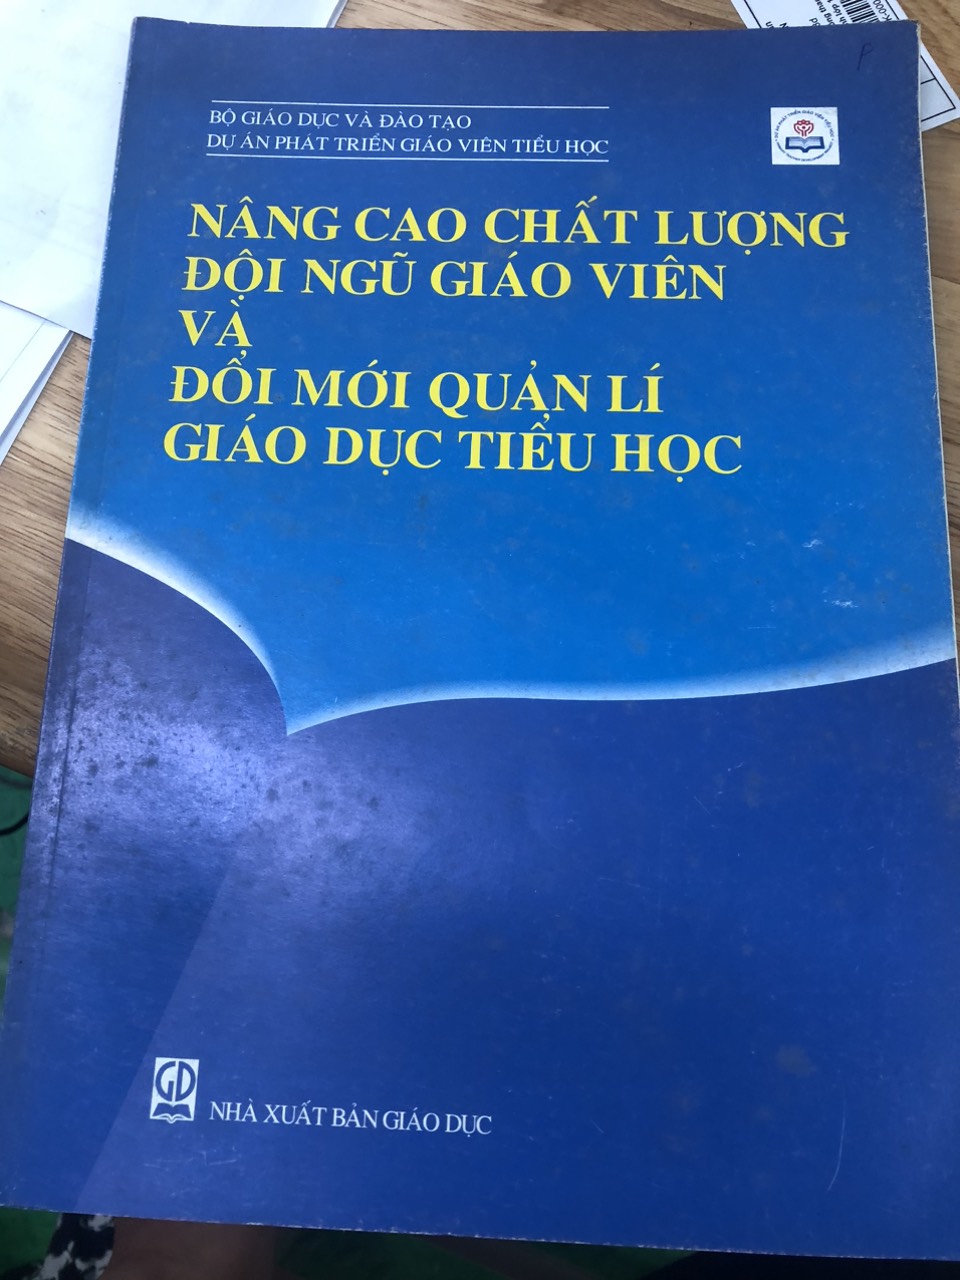 BỘ GIÁO DỤC VÀ ĐÀO TẠO
DỰ ÁN PHÁT TRIỂN GIÁO VIÊN TIỂU HỌC
NÂNG CAO CHẤT LƯỢNG
ĐỘI NGŨ GIÁO VIÊN
VÀ
ĐỔI MỚI QUẢN LÍ
GIÁO DỤC TIỂU HỌC
GD
NHÀ XUẤT BẢN GIÁO DỤC